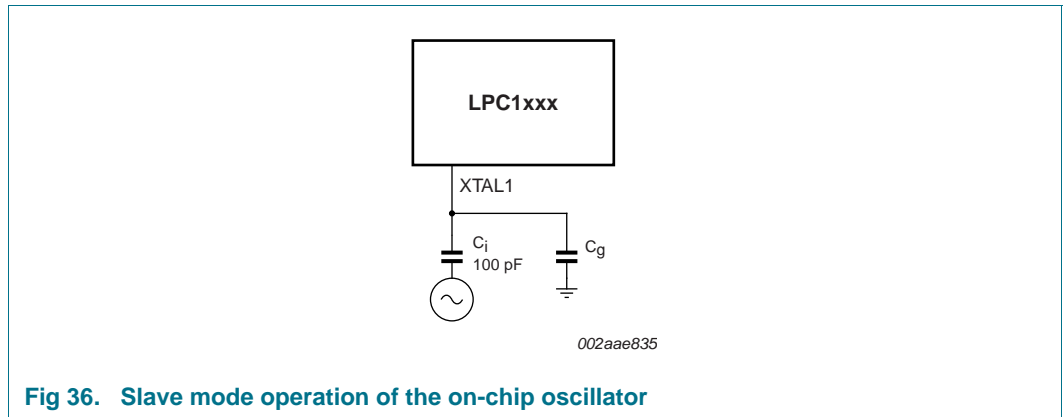 LPC1xxx
XTAL1
Ci
100 pF
Cg
002aae835
Fig 36. Slave mode operation of the on-chip oscillator